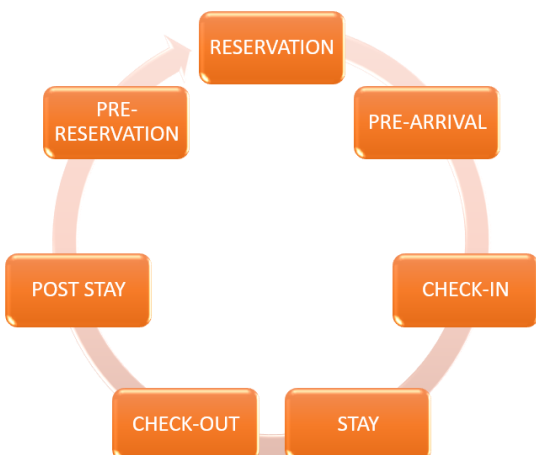 RESERVATION
PRE-ARRIVAL
CHECK-IN
STAY
CHECK-OUT
POST STAY
PRE-
RESERVATION